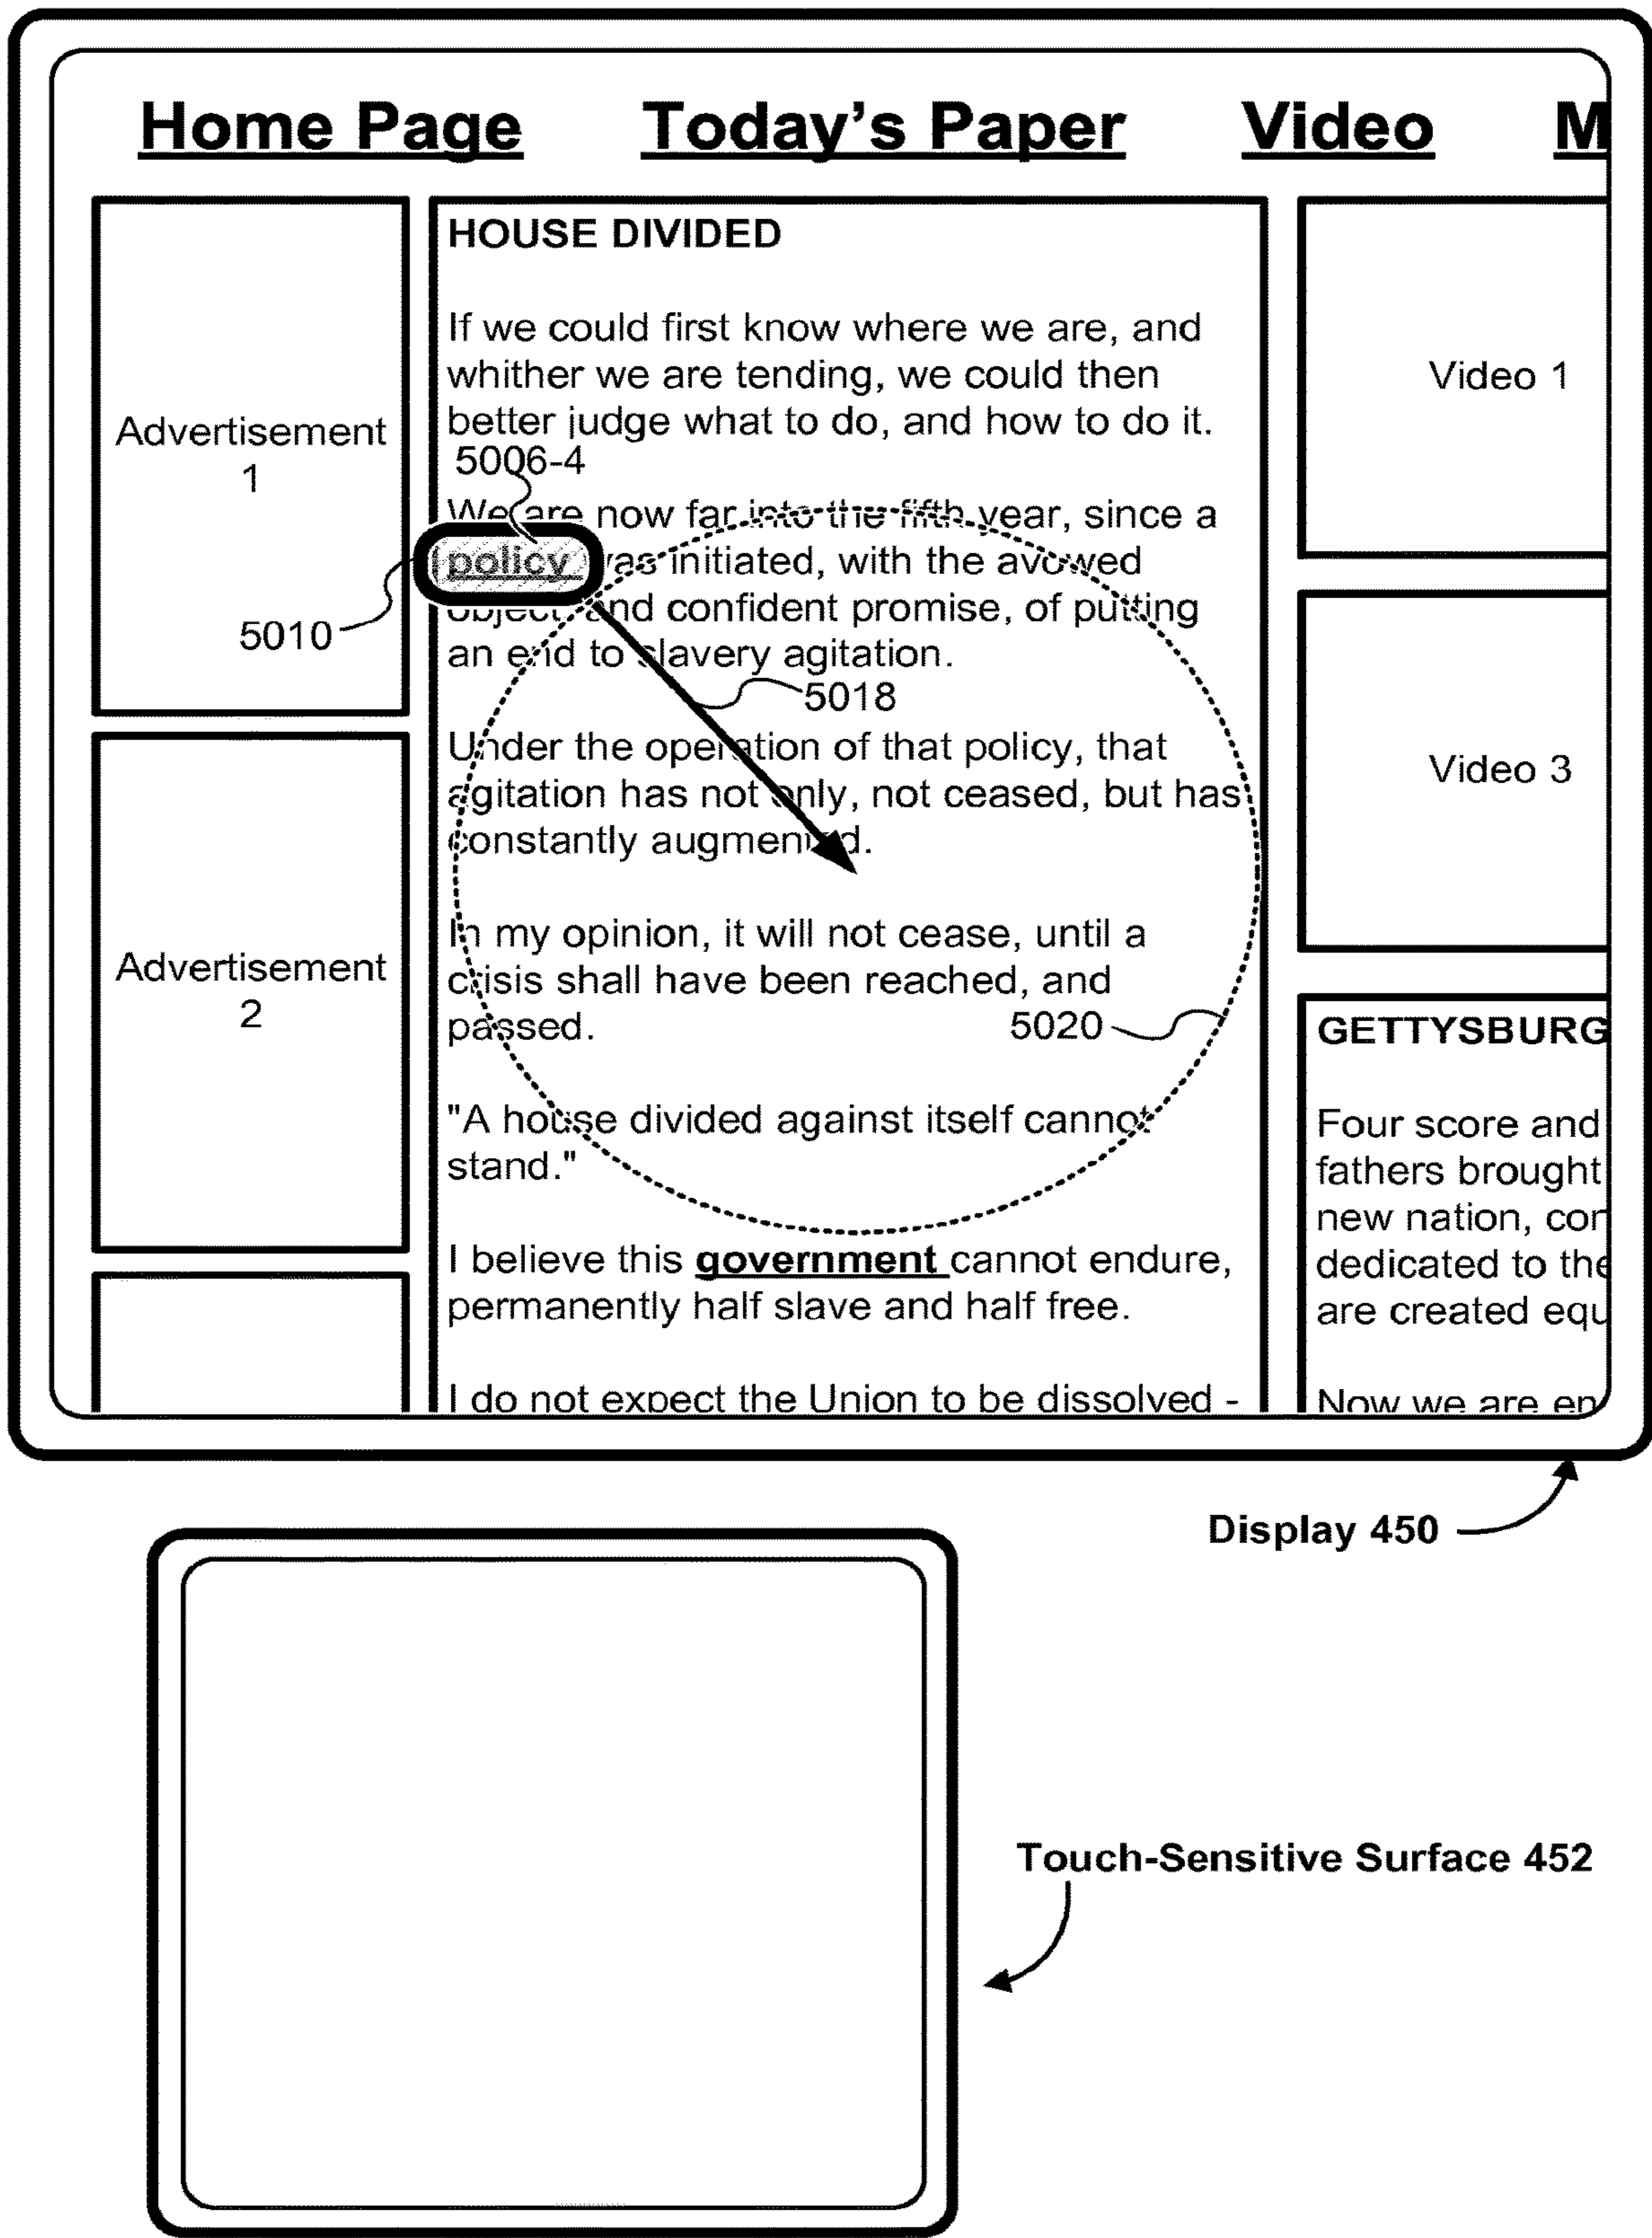 Home Page Today's Paper Video M
Advertisement
1
Advertisement
2
HOUSE DIVIDED
If we could first know where we are, and
whither we are tending, we could then
better judge what to do, and how to do it.
5006-4
We are now far into the fifth year, since a
policy was initiated, with the avowed
object, and confident promise, of putting
an end to slavery agitation.
5010
5018
Under the operation of that policy, that
agitation has not only, not ceased, but has
constantly augmented.
In my opinion, it will not cease, until a
crisis shall have been reached, and
passed.
5020
"A house divided against itself cannot
stand."
I believe this government cannot endure,
permanently half slave and half free.
I do not expect the Union to be dissolved -
Video 1
Video 3
GETTYSBURG
Four score and
fathers brought
new nation, con
dedicated to the
are created equ
Now we are en
Display 450
Touch-Sensitive Surface 452